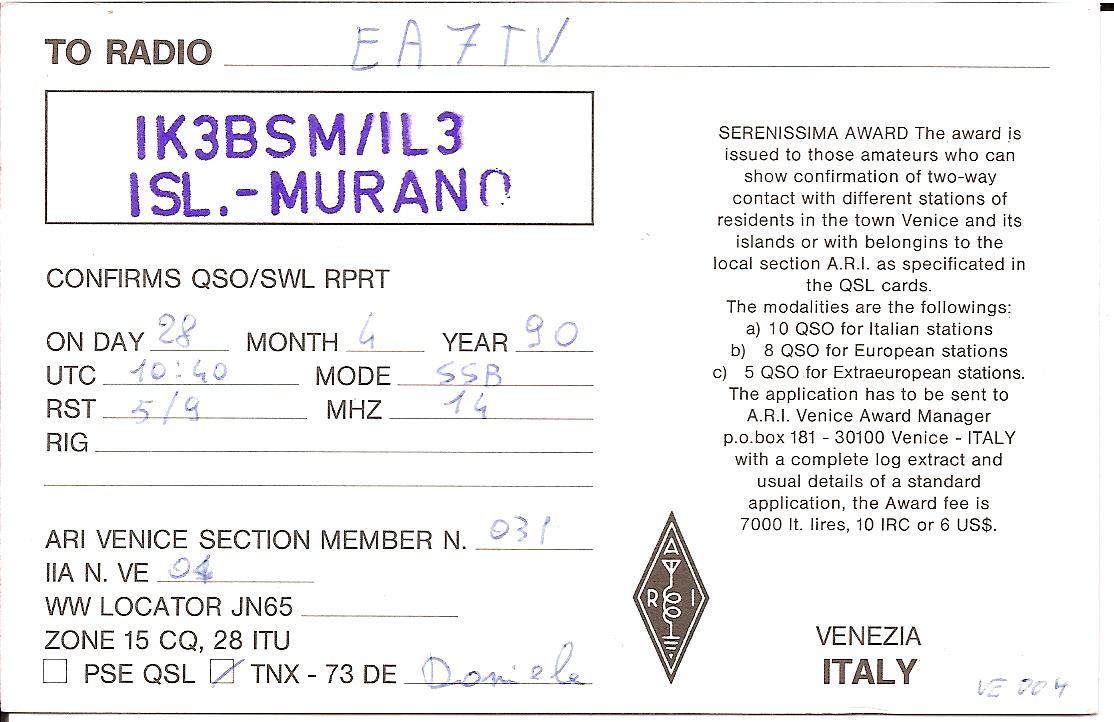 TO RADIO EA7TV
IK3BSM/IL3
ISL.-MURANO
CONFIRMS QSO/SWL RPRT
ON DAY 28 MONTH 4 YEAR 90
UTC 10:40 MODE SSB
RST 5/9 MHZ 14
RIG
ARI VENICE SECTION MEMBER N. 031
IIA N. VE 04
WW LOCATOR JN65
ZONE 15 CQ, 28 ITU
PSE QSL TNX - 73 DE Daniele
SERENISSIMA AWARD The award is
issued to those amateurs who can
show confirmation of two-way
contact with different stations of
residents in the town Venice and its
islands or with belongins to the
local section A.R.I. as specificated in
the QSL cards.
The modalities are the followings:
a) 10 QSO for Italian stations
b) 8 QSO for European stations
c) 5 QSO for Extraeuropean stations.
The application has to be sent to
A.R.I. Venice Award Manager
p.o.box 181 - 30100 Venice - ITALY
with a complete log extract and
usual details of a standard
application, the Award fee is
7000 It. lires, 10 IRC or 6 US$.
A
R I
VENEZIA
ITALY
VE 004